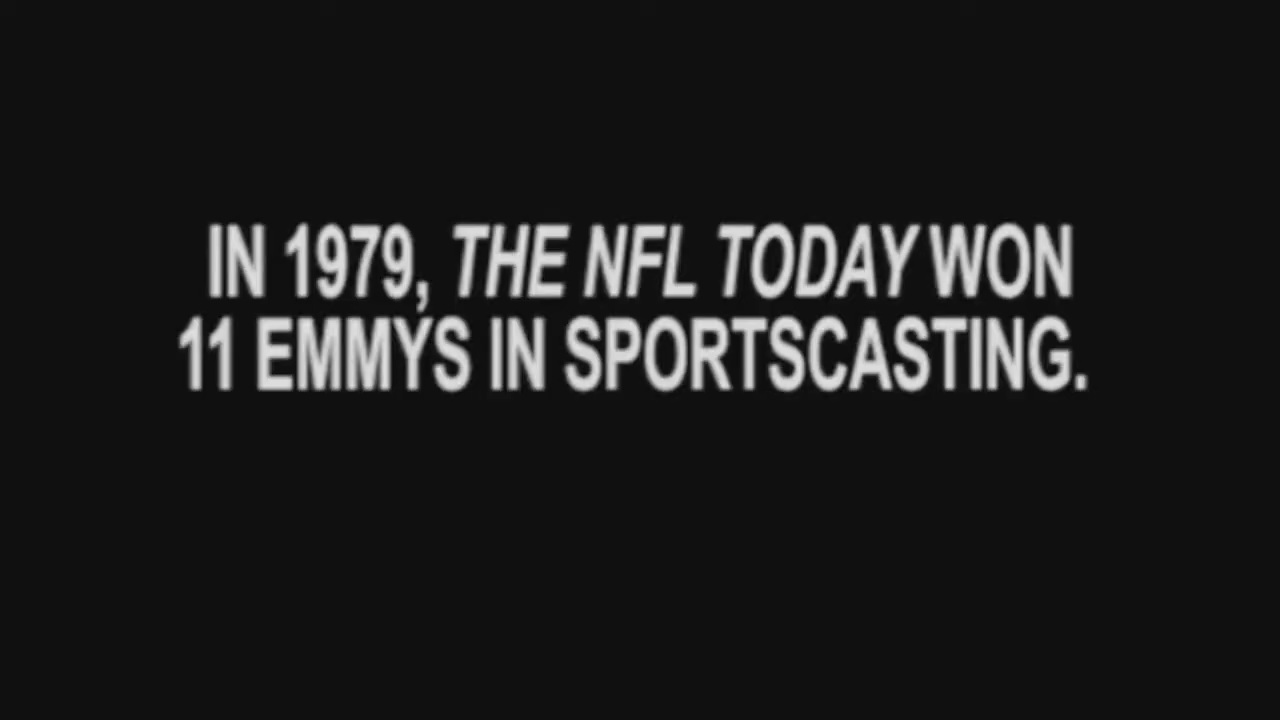 IN 1979, THE NFL TODAY WON
11 EMMYS IN SPORTSCASTING.